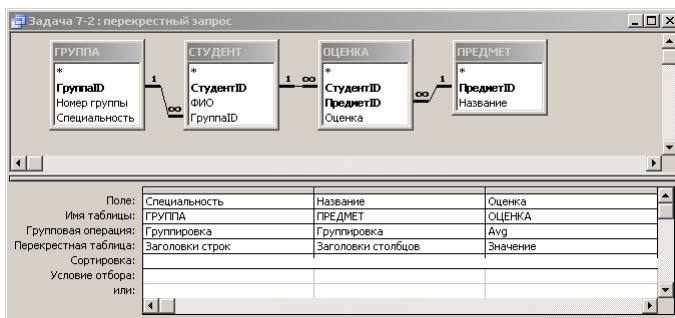 Задача 7-2 : перекрестный запрос
ГРУППА СТУДЕНТ ОЦЕНКА ПРЕДМЕТ
* * * *
ГруппаID СтудентID СтудентID ПредметID
Номер группы ФИО ПредметID Название
Специальность ГруппаID Оценка
1 ∞ 1 ∞ ∞ 1
Поле: Специальность Название Оценка
Имя таблицы: ГРУППА ПРЕДМЕТ ОЦЕНКА
Групповая операция: Группировка Группировка Avg
Перекрестная таблица: Заголовки строк Заголовки столбцов Значение
Сортировка:
Условие отбора:
или: